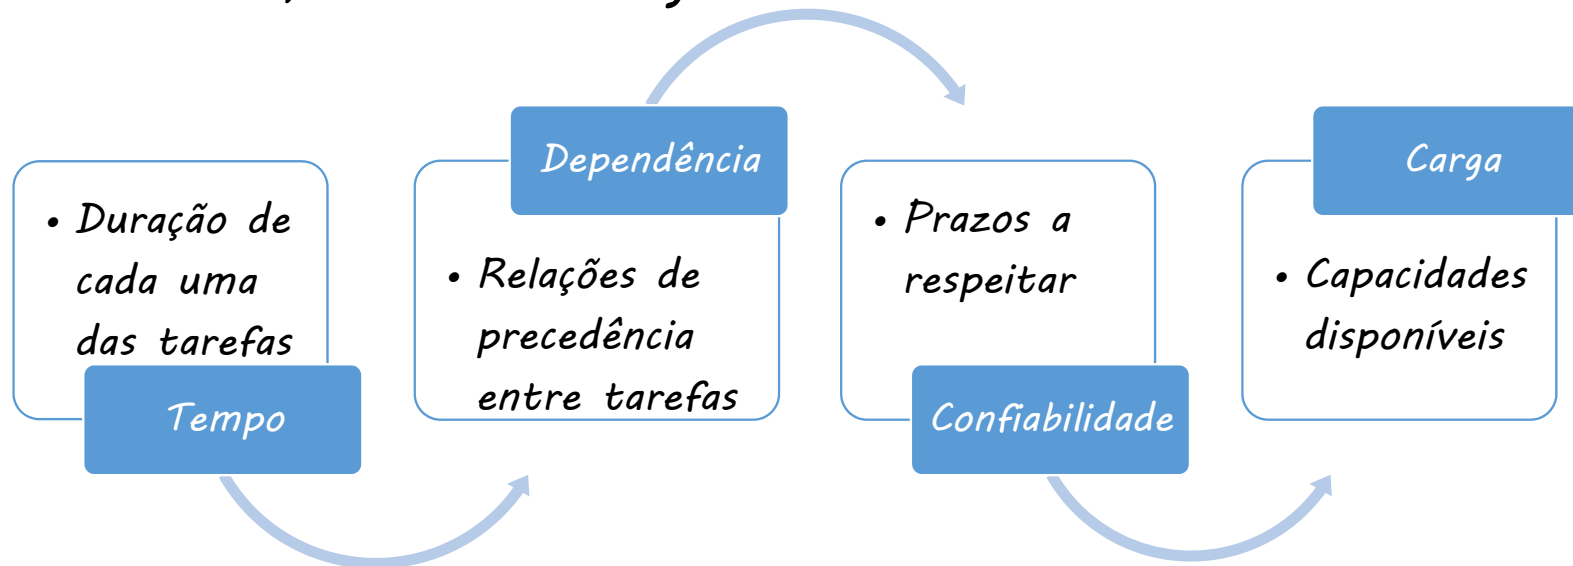 • Duração de
cada uma
das tarefas
Tempo
Dependência
• Relações de
precedência
entre tarefas
• Prazos a
respeitar
Confiabilidade
Carga
• Capacidades
disponíveis